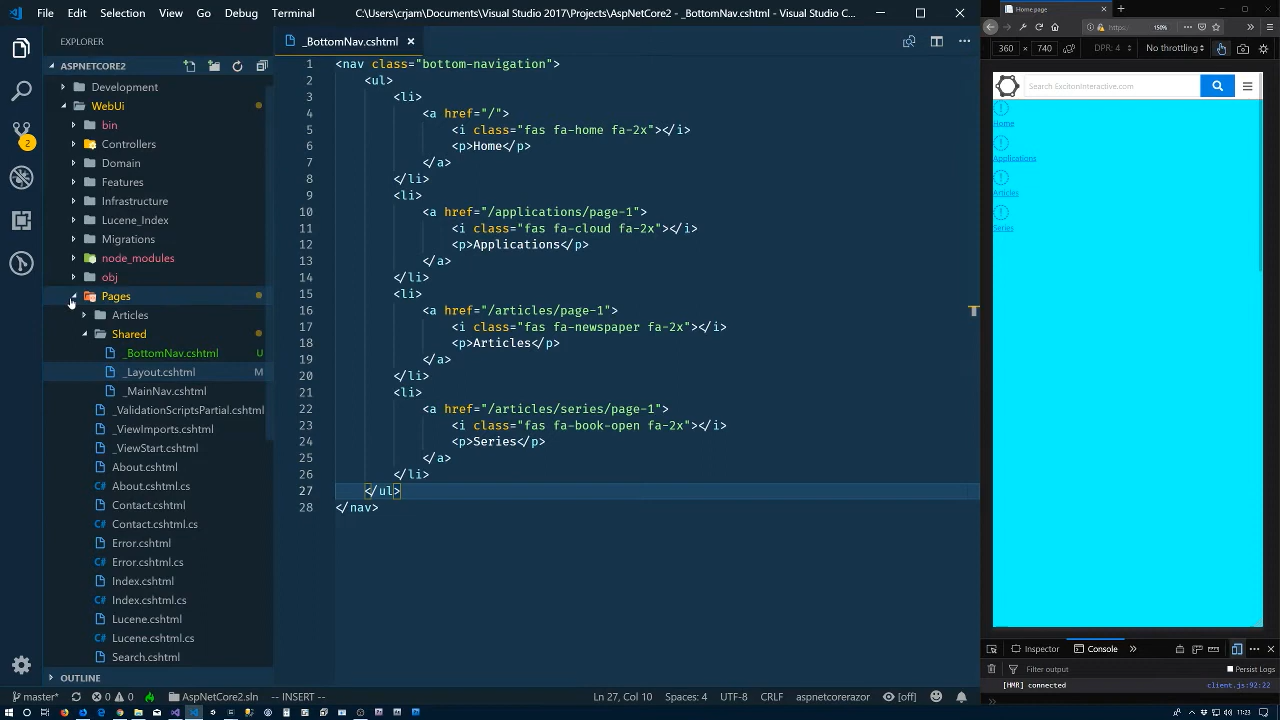 File Edit Selection View Go Debug Terminal
_BottomNav.cshtml - Visual Studio C…
EXPLORER
ASPNETCORE2
Development
WebUi
bin
Controllers
Domain
Features
Infrastructure
Lucene_Index
Migrations
node_modules
obj
Pages
Articles
Shared
_BottomNav.cshtml U
_Layout.cshtml M
_MainNav.cshtml
_ValidationScriptsPartial.cshtml
_ViewImports.cshtml
_ViewStart.cshtml
About.cshtml
C# About.cshtml.cs
Contact.cshtml
C# Contact.cshtml.cs
Error.cshtml
C# Error.cshtml.cs
Index.cshtml
C# Index.cshtml.cs
Lucene.cshtml
C# Lucene.cshtml.cs
Search.cshtml
OUTLINE
2
_BottomNav.cshtml
1 <nav class="bottom-navigation">
2 <ul>
3 <li>
4 <a href="/">
5 <i class="fas fa-home fa-2x"></i>
6 <p>Home</p>
7 </a>
8 </li>
9 <li>
10 <a href="/applications/page-1">
11 <i class="fas fa-cloud fa-2x"></i>
12 <p>Applications</p>
13 </a>
14 </li>
15 <li>
16 <a href="/articles/page-1">
17 <i class="fas fa-newspaper fa-2x"></i>
18 <p>Articles</p>
19 </a>
20 </li>
21 <li>
22 <a href="/articles/series/page-1">
23 <i class="fas fa-book-open fa-2x"></i>
24 <p>Series</p>
25 </a>
26 </li>
27 </ul>
28 </nav>
master* 0 0 AspNetCore2.sln -- INSERT -- Ln 27, Col 10 Spaces: 4 UTF-8 CRLF aspnetcorerazor [off]
Home page
https:// 150%
360 × 740 DPR: 4 No throttling
Search ExcitonInteractive.com
Home
Applications
Articles
Series
Inspector Console
Filter output Persist Logs
[HMR] connected client.js:92:22
11:23